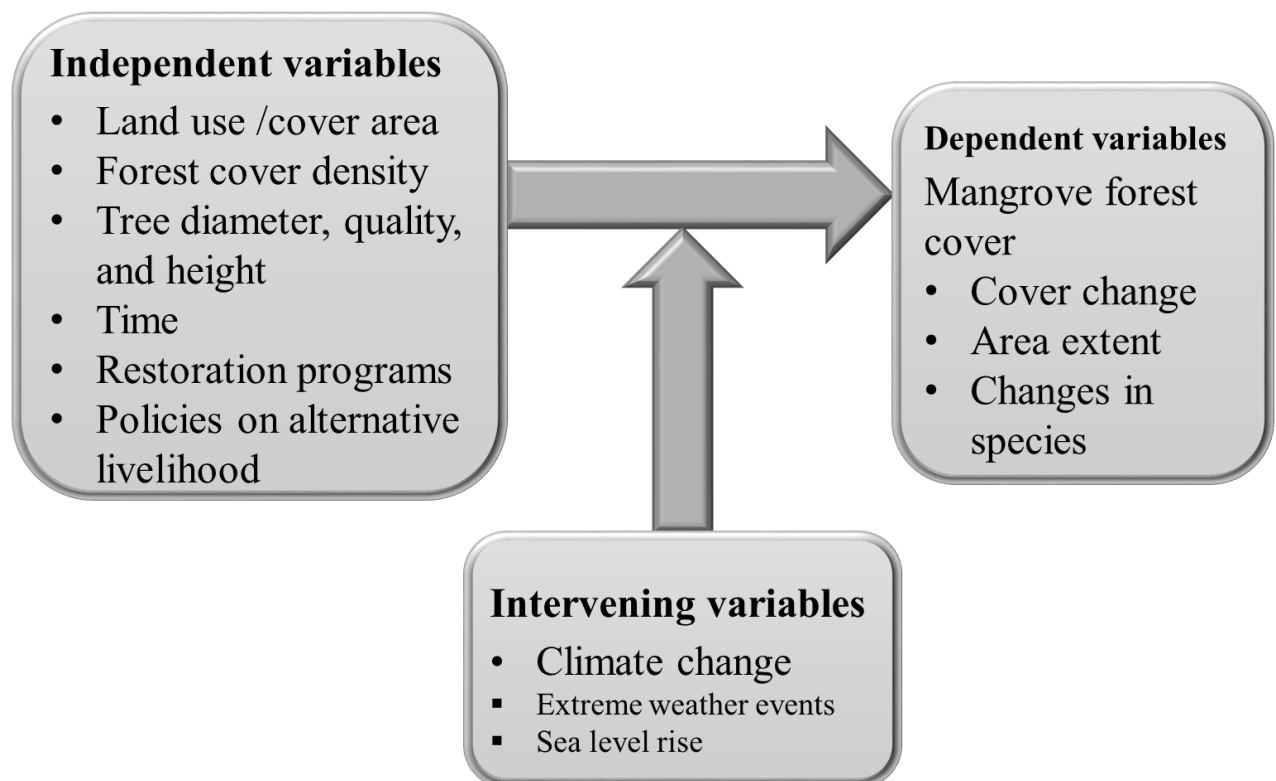 Independent variables
• Land use /cover area
• Forest cover density
• Tree diameter, quality,
and height
• Time
• Restoration programs
• Policies on alternative
livelihood
Dependent variables
Mangrove forest
cover
• Cover change
• Area extent
• Changes in
species
Intervening variables
• Climate change
▪ Extreme weather events
▪ Sea level rise